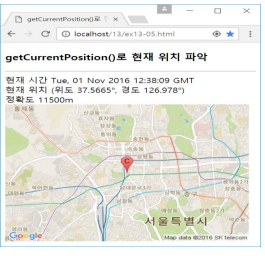 getCurrentPosition()로
localhost/13/ex13-05.html
getCurrentPosition()로 현재 위치 파악
현재 시간 Tue, 01 Nov 2016 12:38:09 GMT
현재 위치 (위도 37.5665°, 경도 126.978°)
정확도 11500m
서울특별시
Google
Map data ©2016 SK telecom